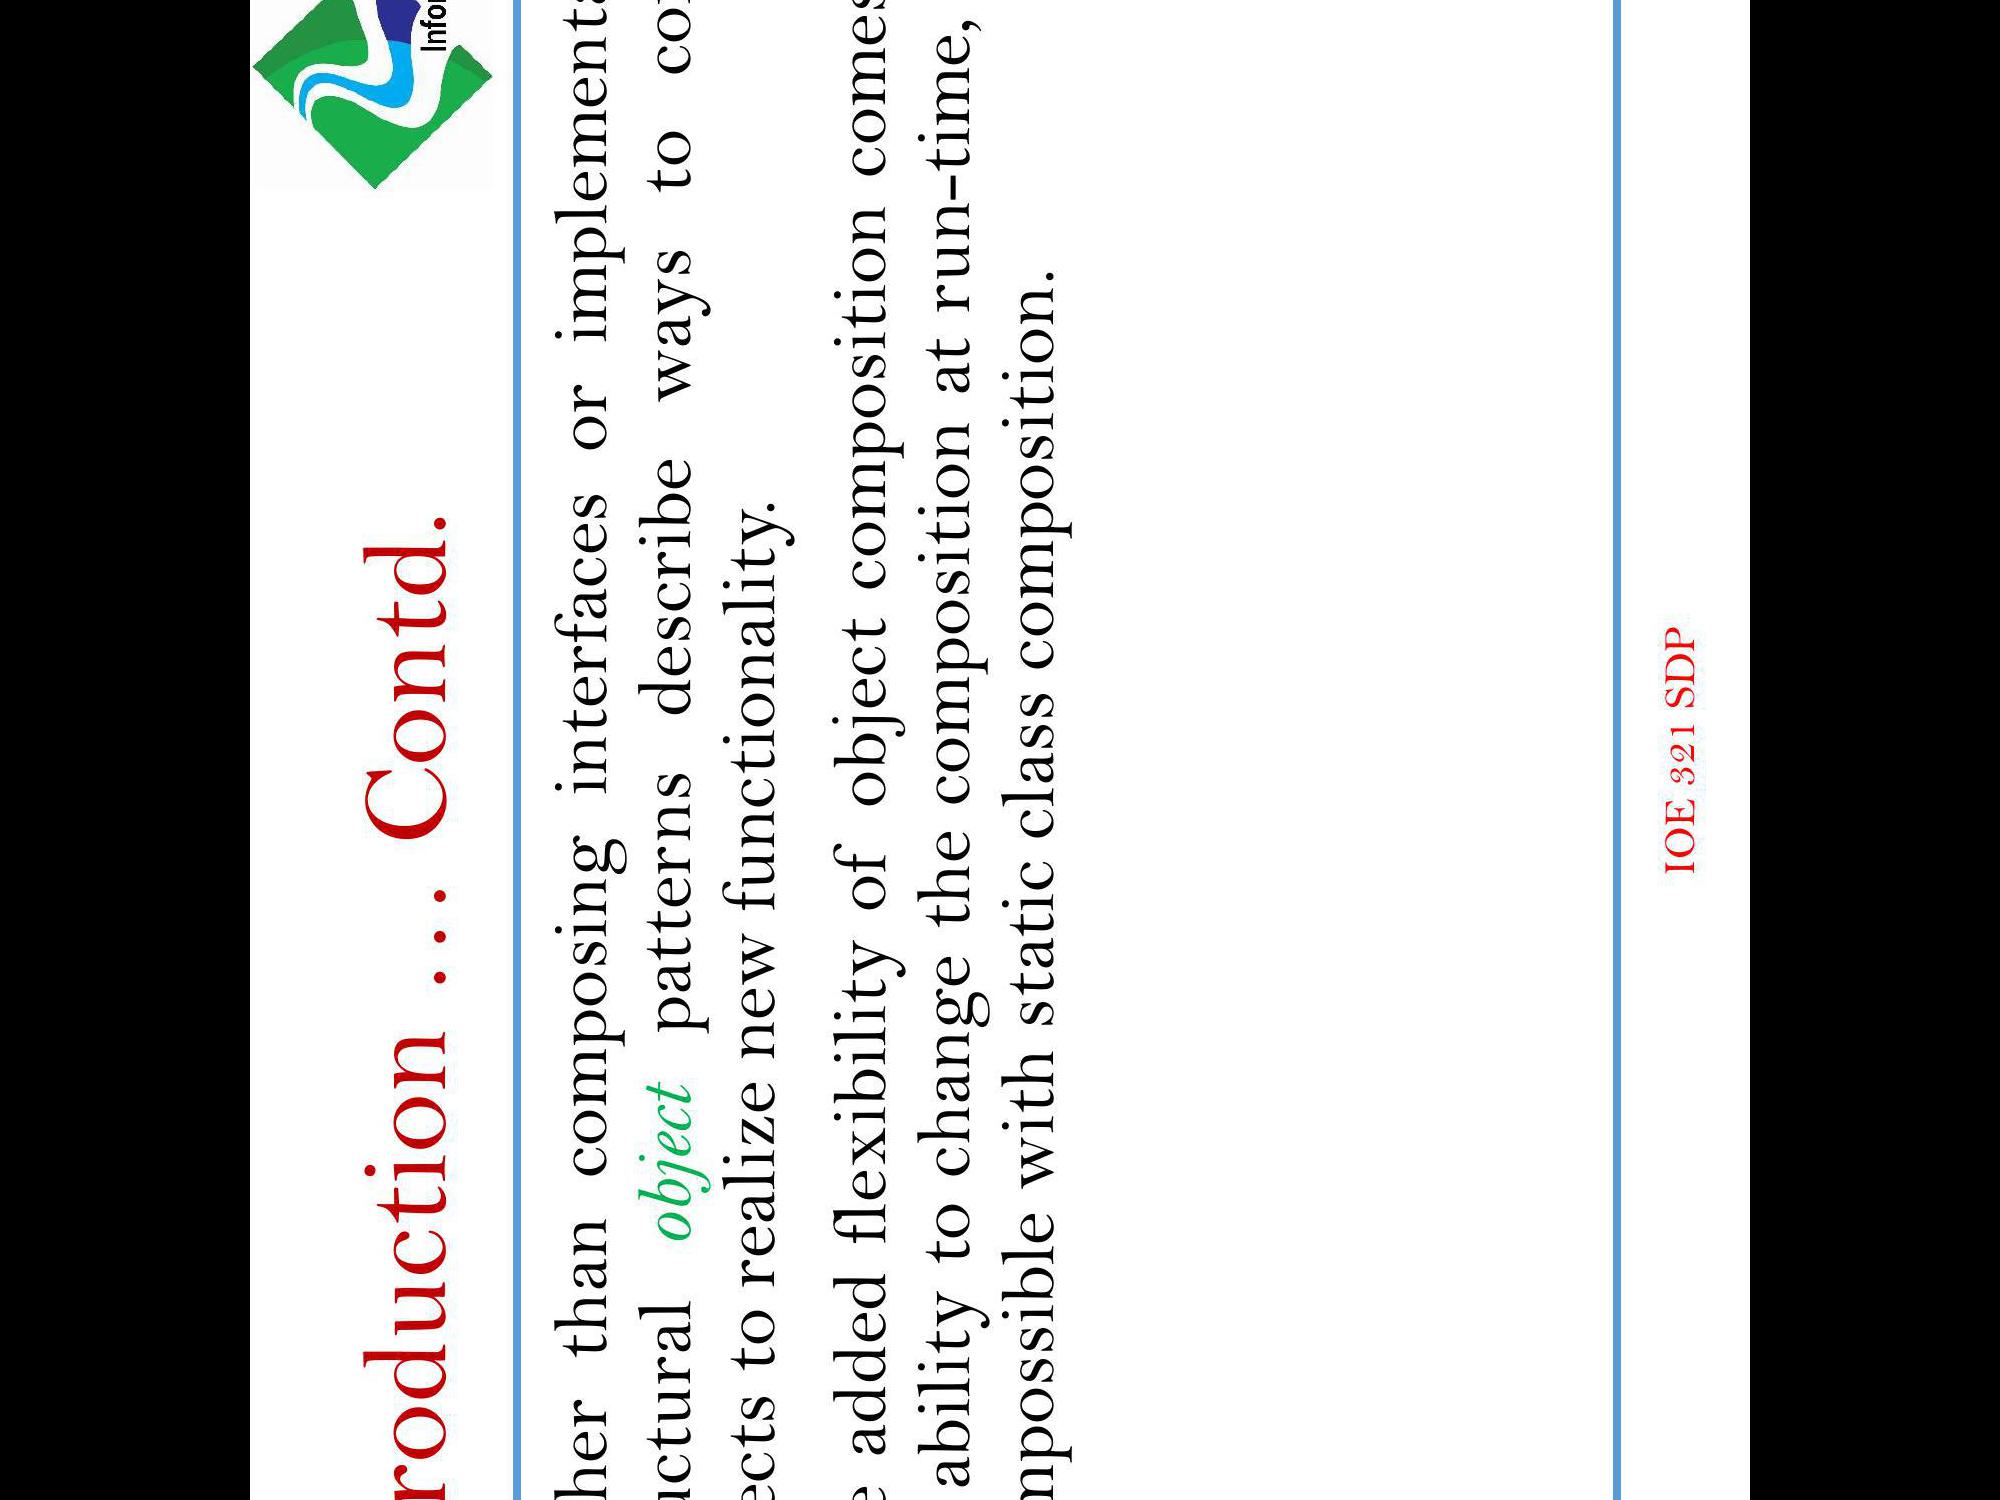 Infor
roduction ... Contd.
her than composing interfaces or implementa
uctural object patterns describe ways to co
ects to realize new functionality.
e added flexibility of object composition comes
ability to change the composition at run-time,
mpossible with static class composition.
IOE 321 SDP